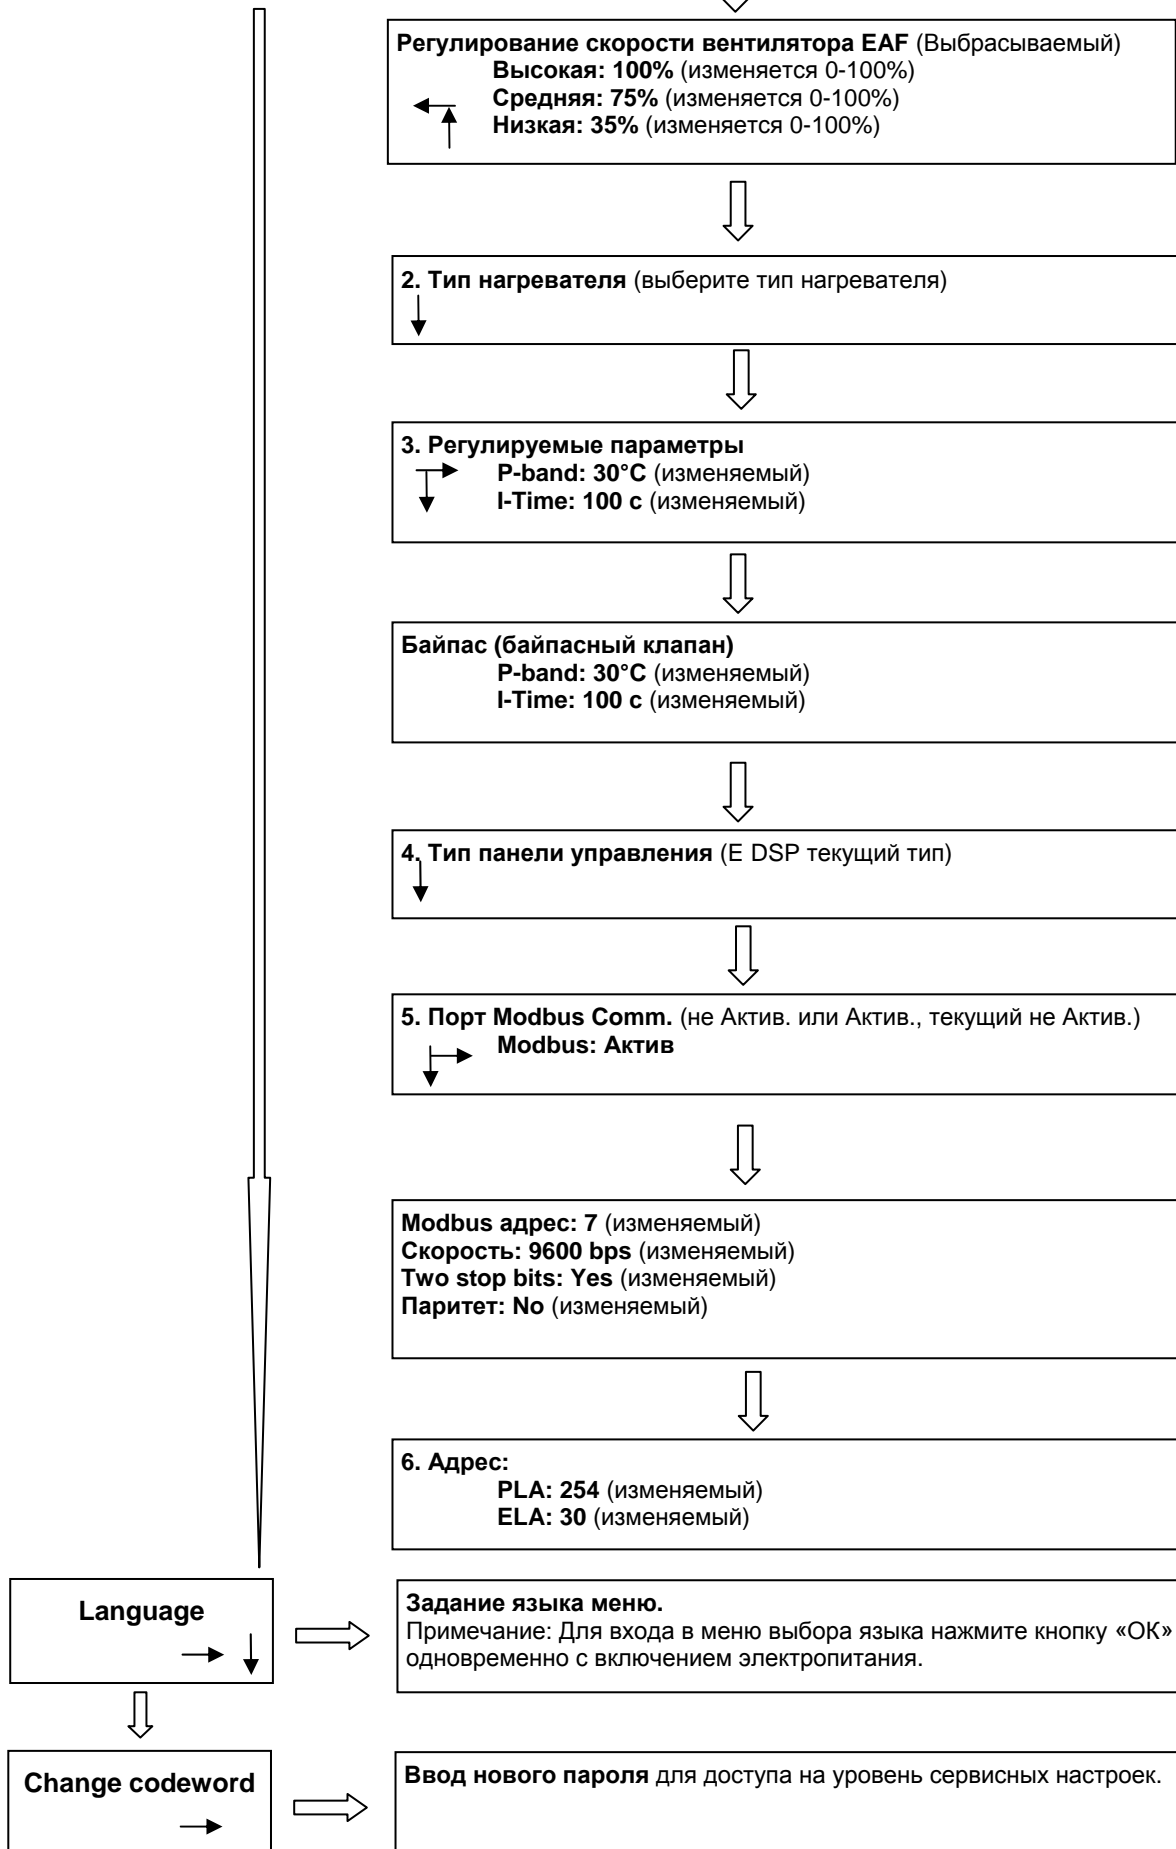 Регулирование скорости вентилятора EAF (Выбрасываемый)
Высокая: 100% (изменяется 0-100%)
Средняя: 75% (изменяется 0-100%)
Низкая: 35% (изменяется 0-100%)
2. Тип нагревателя (выберите тип нагревателя)
3. Регулируемые параметры
P-band: 30°C (изменяемый)
I-Time: 100 с (изменяемый)
Байпас (байпасный клапан)
P-band: 30°C (изменяемый)
I-Time: 100 с (изменяемый)
4. Тип панели управления (E DSP текущий тип)
5. Порт Modbus Comm. (не Актив. или Актив., текущий не Актив.)
Modbus: Актив
Modbus адрес: 7 (изменяемый)
Скорость: 9600 bps (изменяемый)
Two stop bits: Yes (изменяемый)
Паритет: No (изменяемый)
6. Адрес:
PLA: 254 (изменяемый)
ELA: 30 (изменяемый)
Language
Задание языка меню.
Примечание: Для входа в меню выбора языка нажмите кнопку «ОК»
одновременно с включением электропитания.
Change codeword
Ввод нового пароля для доступа на уровень сервисных настроек.